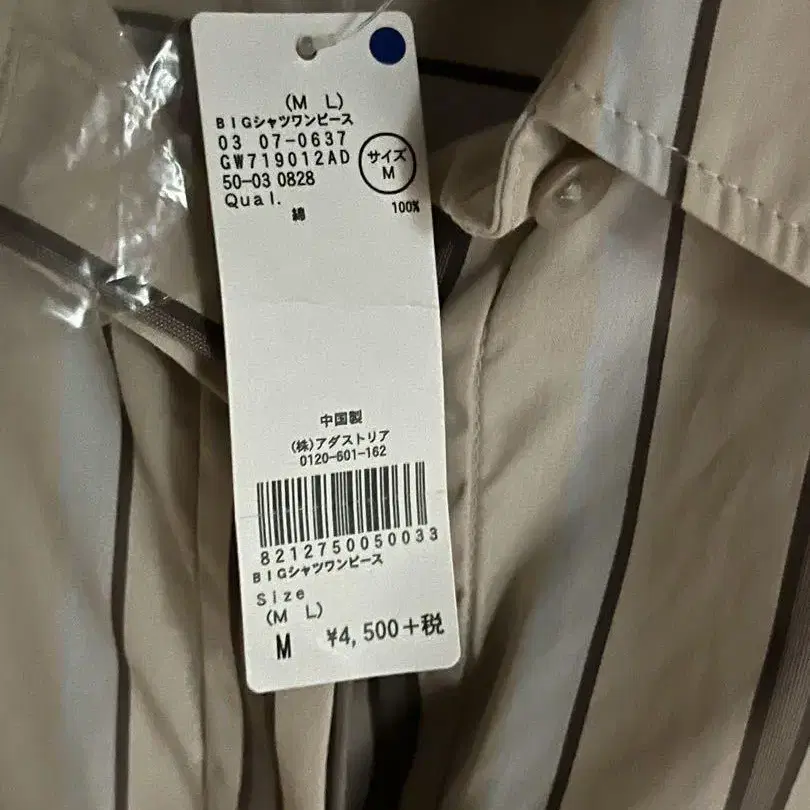 (M L)
BIGシャツワンピース
03 07-0637
GW719012AD
サイズ
M
50-03 0828
Qual.
綿 100%
中国製
(株)アダストリア
0120-601-162
8212750050033
BIGシャツワンピース
Size
(M L)
M ¥4,500+税